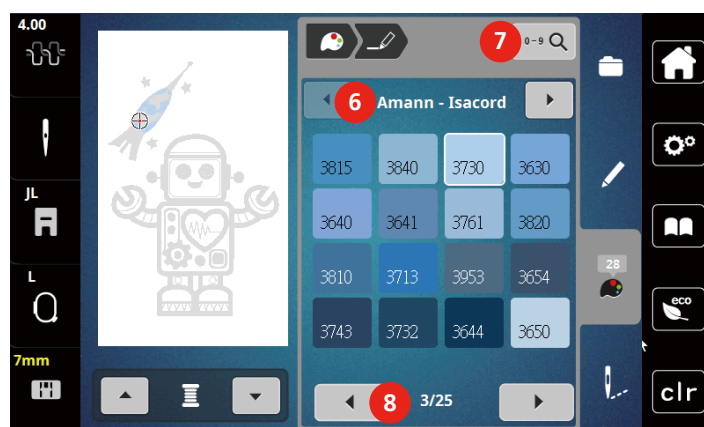 4.00
7
0-9
6
Amann - Isacord
3815 3840 3730 3630
JL
3640 3641 3761 3820
28
3810 3713 3953 3654
L
eco
3743 3732 3644 3650
7mm
8
3/25
clr